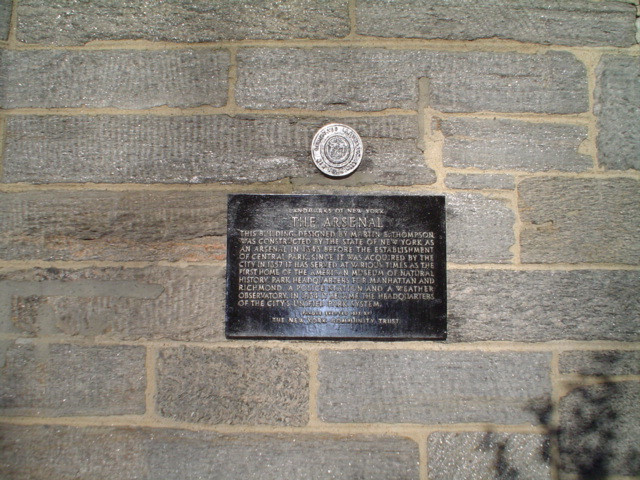 LANDMARKS OF NEW YORK
THE ARSENAL
THIS BUILDING, DESIGNED BY MARTIN E. THOMPSON,
WAS CONSTRUCTED BY THE STATE OF NEW YORK AS
AN ARSENAL IN 1848 BEFORE THE ESTABLISHMENT
OF CENTRAL PARK. SINCE IT WAS ACQUIRED BY THE
CITY IN 1857 IT HAS SERVED AT VARIOUS TIMES AS THE
FIRST HOME OF THE AMERICAN MUSEUM OF NATURAL
HISTORY, PARK HEADQUARTERS FOR MANHATTAN AND
RICHMOND, A POLICE STATION AND A WEATHER
OBSERVATORY. IN 1934 BECAME THE HEADQUARTERS
OF THE CITY'S UNIFIED PARK SYSTEM.
THE NEW YORK COMMUNITY TRUST